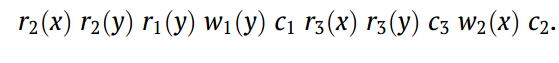 r₂(x) r₂(y) r₁(y) w₁(y) c₁ r₃(x) r₃(y) c₃ w₂(x) c₂.